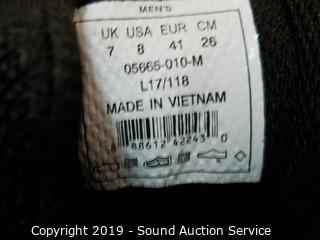 MEN'S
UK USA EUR CM
7 8 41 26
05665-010-M
L17/118
MADE IN VIETNAM
8 88612 42243 0
Copyright 2019 - Sound Auction Service